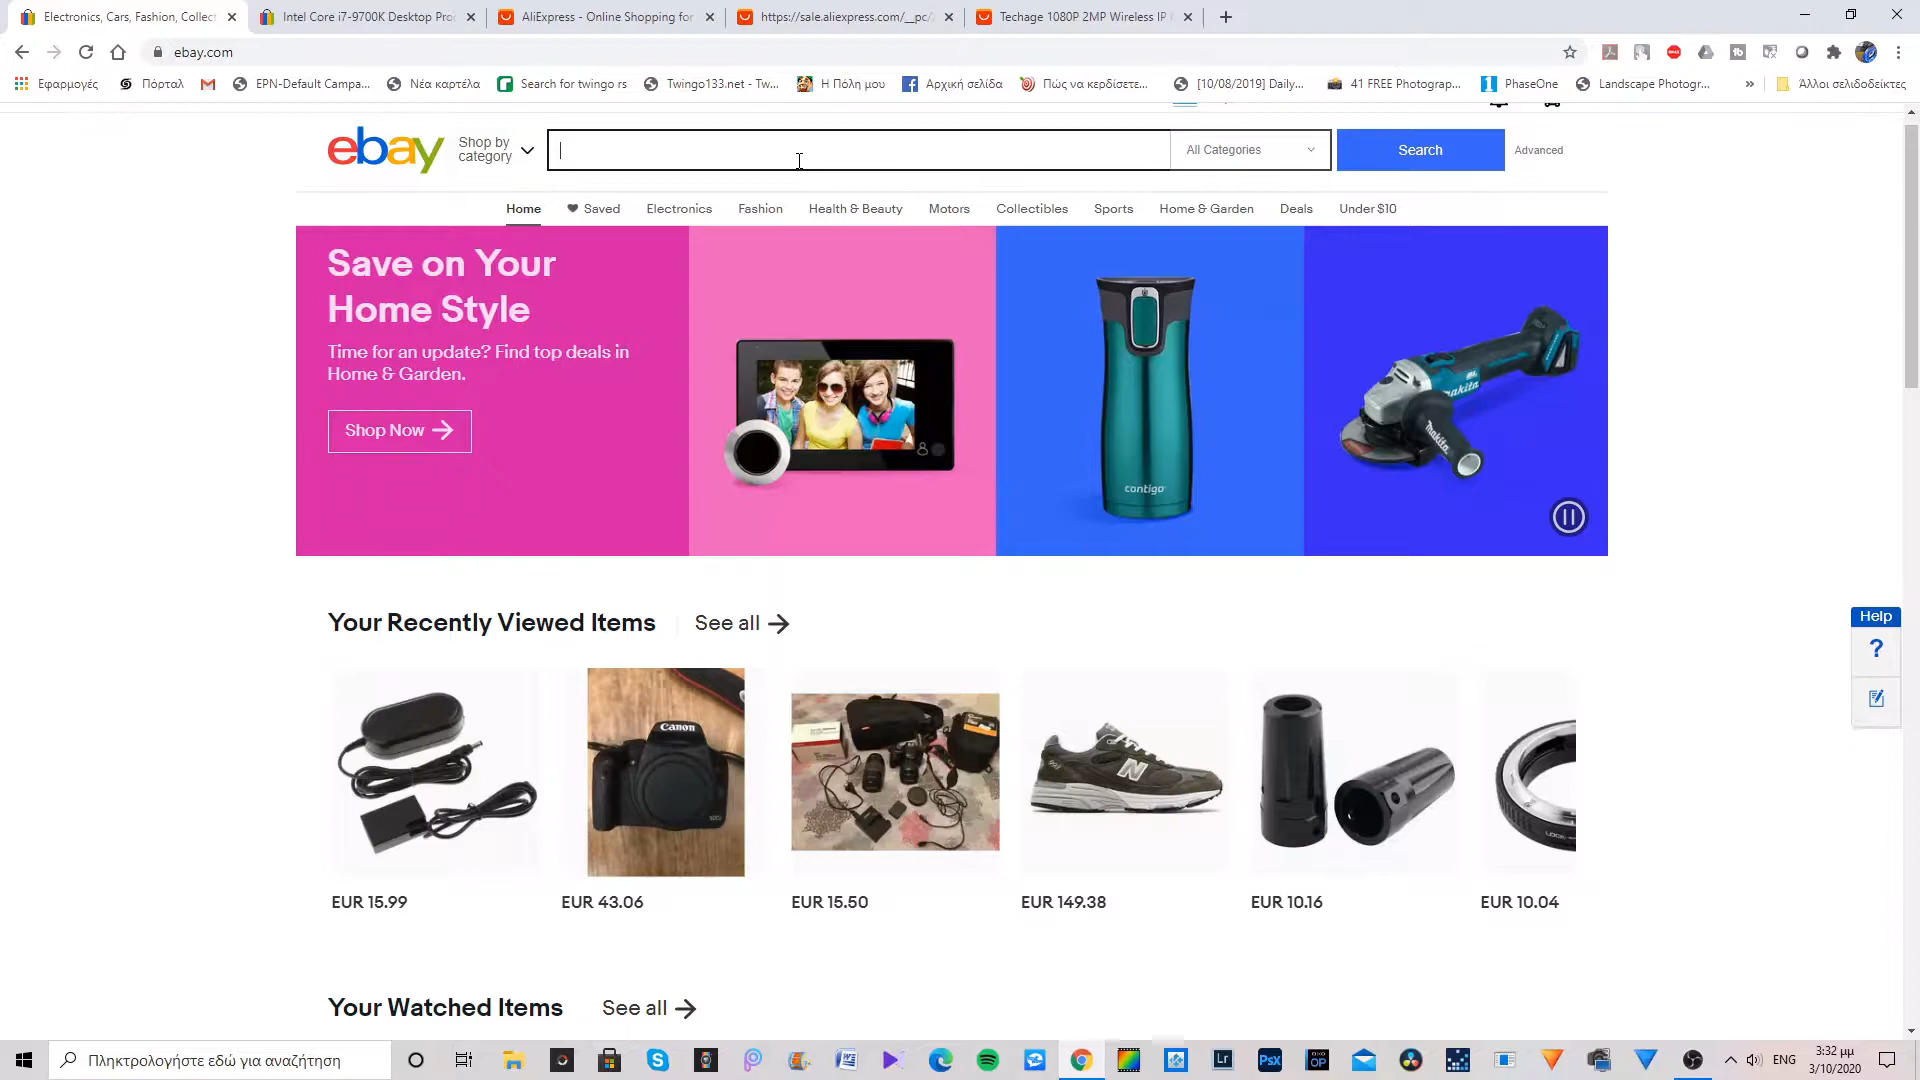 Electronics, Cars, Fashion, Collect
Intel Core i7-9700K Desktop Pro
AliExpress - Online Shopping for
https://sale.aliexpress.com/__pc/
Techage 1080P 2MP Wireless IP
ebay.com
Εφαρμογές
Πόρταλ
EPN-Default Campa...
Νέα καρτέλα
Search for twingo rs
Twingo133.net - Tw...
Η Πόλη μου
Αρχική σελίδα
Πώς να κερδίσετε...
[10/08/2019] Daily...
41 FREE Photograp...
PhaseOne
Landscape Photogr...
»
Άλλοι σελιδοδείκτες
ebay
Shop by
category
All Categories
Search
Advanced
Home
Saved
Electronics
Fashion
Health & Beauty
Motors
Collectibles
Sports
Home & Garden
Deals
Under $10
Save on Your
Home Style
Time for an update? Find top deals in
Home & Garden.
Shop Now
contigo
makita
Makita
Help
?
Your Recently Viewed Items
See all
Canon
N
EUR 15.99
EUR 43.06
EUR 15.50
EUR 149.38
EUR 10.16
EUR 10.04
Your Watched Items
See all
Πληκτρολογήστε εδώ για αναζήτηση
Lr
Psx
OP
ENG
3:32 μμ
3/10/2020